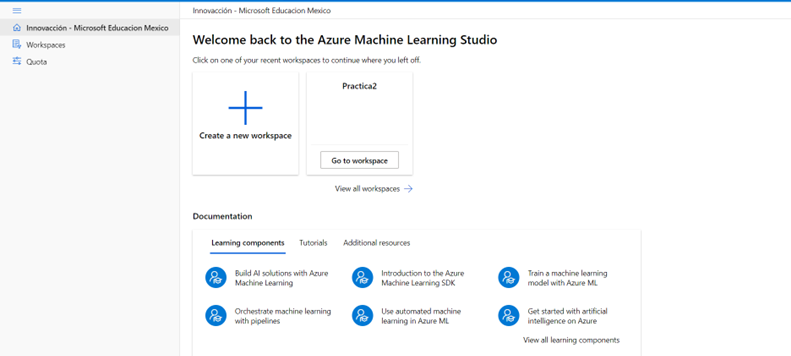 Innovacción - Microsoft Educacion Mexico
Innovacción - Microsoft Educacion Mexico
Workspaces
Quota
Welcome back to the Azure Machine Learning Studio
Click on one of your recent workspaces to continue where you left off.
Create a new workspace
Practica2
Go to workspace
View all workspaces
Documentation
Learning components
Tutorials
Additional resources
Build AI solutions with Azure
Machine Learning
Introduction to the Azure
Machine Learning SDK
Train a machine learning
model with Azure ML
Orchestrate machine learning
with pipelines
Use automated machine
learning in Azure ML
Get started with artificial
intelligence on Azure
View all learning components